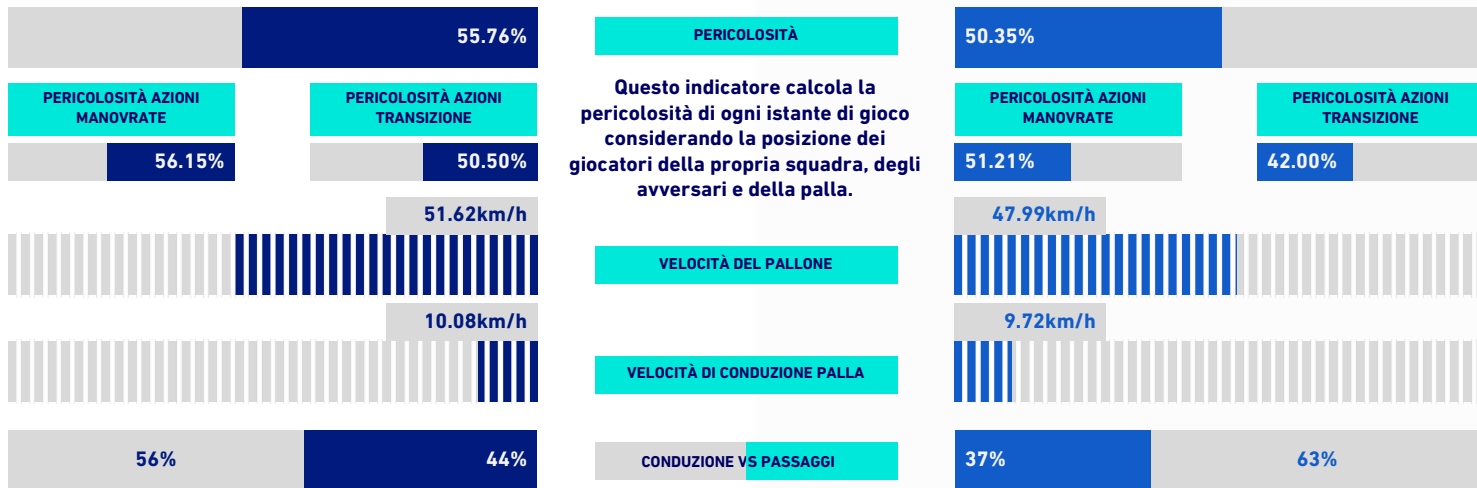 55.76%
PERICOLOSITÀ
50.35%
PERICOLOSITÀ AZIONI
MANOVRATE
PERICOLOSITÀ AZIONI
TRANSIZIONE
56.15%
50.50%
Questo indicatore calcola la
pericolosità di ogni istante di gioco
considerando la posizione dei
giocatori della propria squadra, degli
avversari e della palla.
PERICOLOSITÀ AZIONI
MANOVRATE
PERICOLOSITÀ AZIONI
TRANSIZIONE
51.21%
42.00%
51.62km/h
VELOCITÀ DEL PALLONE
47.99km/h
10.08km/h
VELOCITÀ DI CONDUZIONE PALLA
9.72km/h
56%
44%
CONDUZIONE VS PASSAGGI
37%
63%